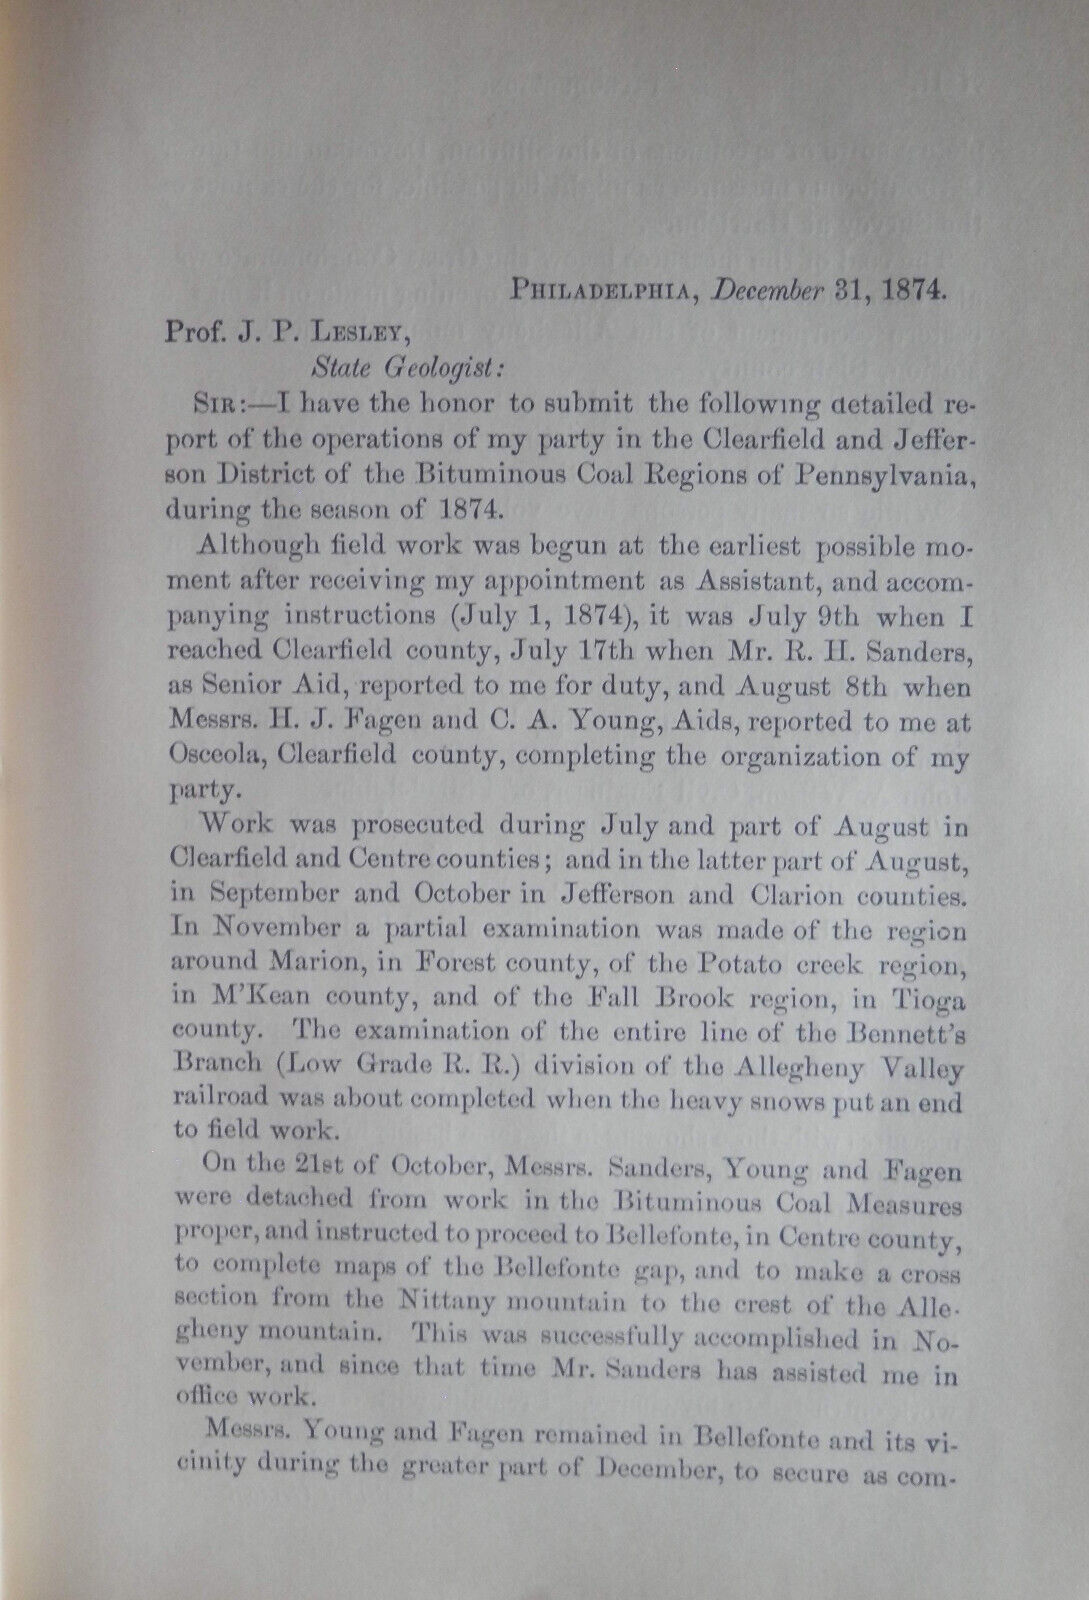 PHILADELPHIA, December 31, 1874.
Prof. J. P. LESLEY,
State Geologist:
SIR:—I have the honor to submit the following detailed re-
port of the operations of my party in the Clearfield and Jeffer-
son District of the Bituminous Coal Regions of Pennsylvania,
during the season of 1874.
Although field work was begun at the earliest possible mo-
ment after receiving my appointment as Assistant, and accom-
panying instructions (July 1, 1874), it was July 9th when I
reached Clearfield county, July 17th when Mr. R. H. Sanders,
as Senior Aid, reported to me for duty, and August 8th when
Messrs. H. J. Fagen and C. A. Young, Aids, reported to me at
Osceola, Clearfield county, completing the organization of my
party.
Work was prosecuted during July and part of August in
Clearfield and Centre counties; and in the latter part of August,
in September and October in Jefferson and Clarion counties.
In November a partial examination was made of the region
around Marion, in Forest county, of the Potato creek region,
in M'Kean county, and of the Fall Brook region, in Tioga
county. The examination of the entire line of the Bennett's
Branch (Low Grade R. R.) division of the Allegheny Valley
railroad was about completed when the heavy snows put an end
to field work.
On the 21st of October, Messrs. Sanders, Young and Fagen
were detached from work in the Bituminous Coal Measures
proper, and instructed to proceed to Bellefonte, in Centre county,
to complete maps of the Bellefonte gap, and to make a cross
section from the Nittany mountain to the crest of the Alle-
gheny mountain. This was successfully accomplished in No-
vember, and since that time Mr. Sanders has assisted me in
office work.
Messrs. Young and Fagen remained in Bellefonte and its vi-
cinity during the greater part of December, to secure as com-